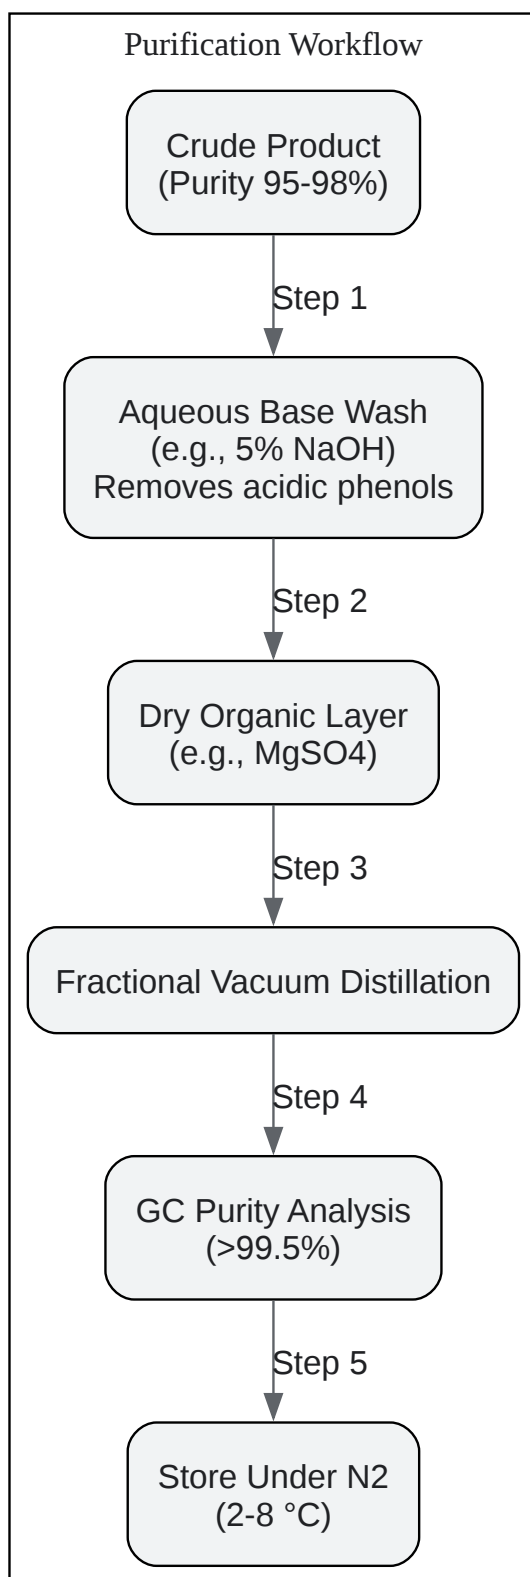 Purification Workflow
Crude Product
(Purity 95-98%)
Step 1
Aqueous Base Wash
(e.g., 5% NaOH)
Removes acidic phenols
Step 2
Dry Organic Layer
(e.g., MgSO4)
Step 3
Fractional Vacuum Distillation
Step 4
GC Purity Analysis
(>99.5%)
Step 5
Store Under N2
(2-8 °C)